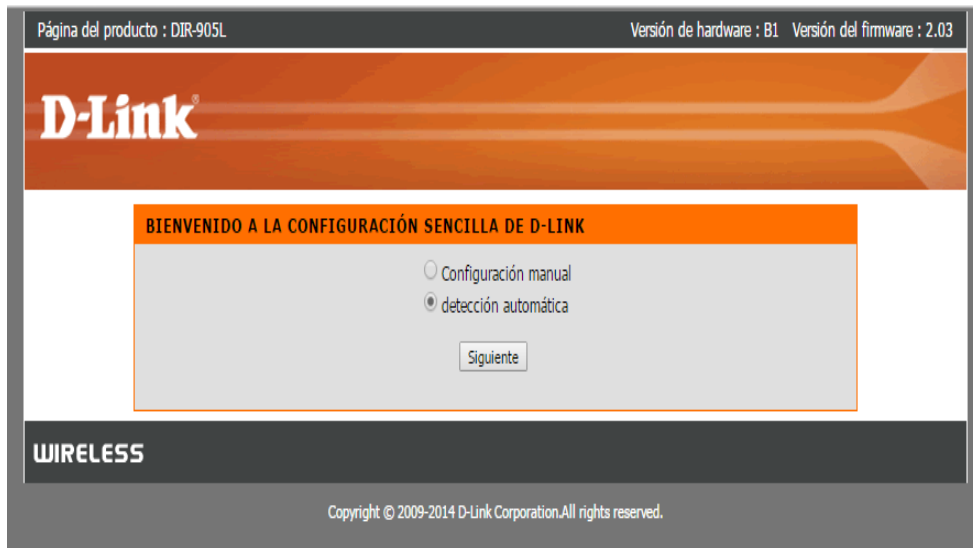 Página del producto : DIR-905L Versión de hardware : B1 Versión del firmware : 2.03
D-Link®
BIENVENIDO A LA CONFIGURACIÓN SENCILLA DE D-LINK
Configuración manual
detección automática
Siguiente
WIRELESS
Copyright © 2009-2014 D-Link Corporation.All rights reserved.